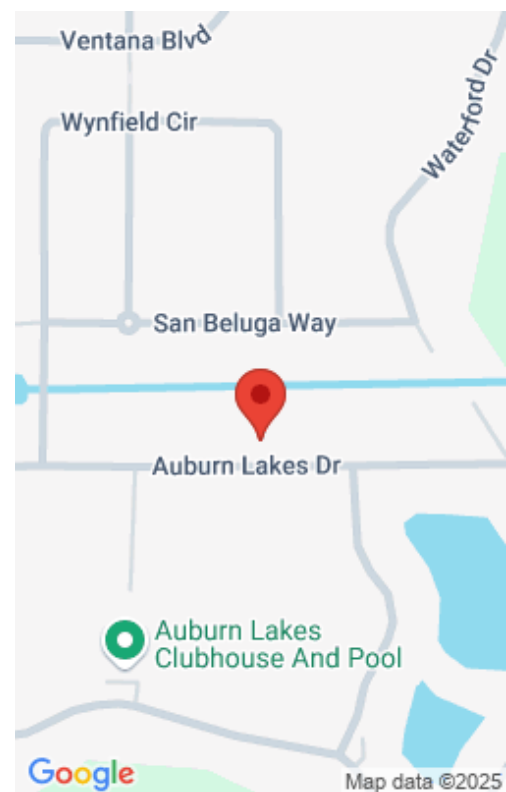 Ventana Blvd
Wynfield Cir
Waterford Dr
San Beluga Way
Auburn Lakes Dr
Auburn Lakes
Clubhouse And Pool
Google
Map data ©2025